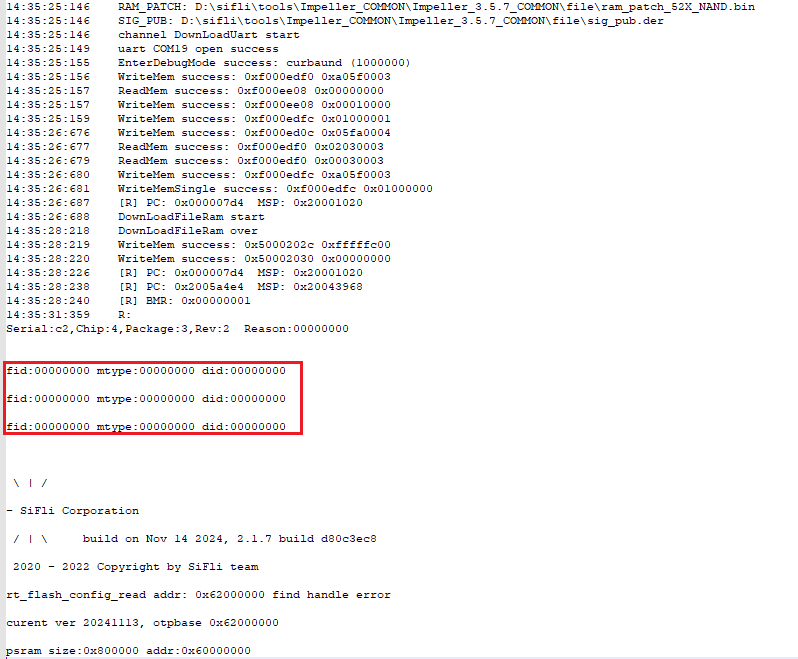 14:35:25:146    RAM_PATCH: D:\sifli\tools\Impeller_COMMON\Impeller_3.5.7_COMMON\file\ram_patch_52X_NAND.bin
14:35:25:146    SIG_PUB: D:\sifli\tools\Impeller_COMMON\Impeller_3.5.7_COMMON\file\sig_pub.der
14:35:25:146    channel DownLoadUart start
14:35:25:149    uart COM19 open success
14:35:25:155    EnterDebugMode success: curbaund (1000000)
14:35:25:156    WriteMem success: 0xf000edf0 0xa05f0003
14:35:25:157    ReadMem success: 0xf000ee08 0x00000000
14:35:25:157    WriteMem success: 0xf000ee08 0x00010000
14:35:25:159    WriteMem success: 0xf000edfc 0x01000001
14:35:26:676    WriteMem success: 0xf000ed0c 0x05fa0004
14:35:26:677    ReadMem success: 0xf000edf0 0x02030003
14:35:26:679    ReadMem success: 0xf000edf0 0x00030003
14:35:26:680    WriteMem success: 0xf000edfc 0xa05f0003
14:35:26:681    WriteMemSingle success: 0xf000edfc 0x01000000
14:35:26:687    [R] PC: 0x000007d4  MSP: 0x20001020
14:35:26:688    DownLoadFileRam start
14:35:28:218    DownLoadFileRam over
14:35:28:219    WriteMem success: 0x5000202c 0xfffffc00
14:35:28:220    WriteMem success: 0x50002030 0x00000000
14:35:28:226    [R] PC: 0x000007d4  MSP: 0x20001020
14:35:28:238    [R] PC: 0x2005a4e4  MSP: 0x20043968
14:35:28:240    [R] BMR: 0x00000001
14:35:31:359    R:
Serial:c2,Chip:4,Package:3,Rev:2  Reason:00000000
fid:00000000 mtype:00000000 did:00000000
fid:00000000 mtype:00000000 did:00000000
fid:00000000 mtype:00000000 did:00000000
\ | /
- SiFli Corporation
/ | \     build on Nov 14 2024, 2.1.7 build d80c3ec8
2020 - 2022 Copyright by SiFli team
rt_flash_config_read addr: 0x62000000 find handle error
curent ver 20241113, otpbase 0x62000000
psram size:0x800000 addr:0x60000000